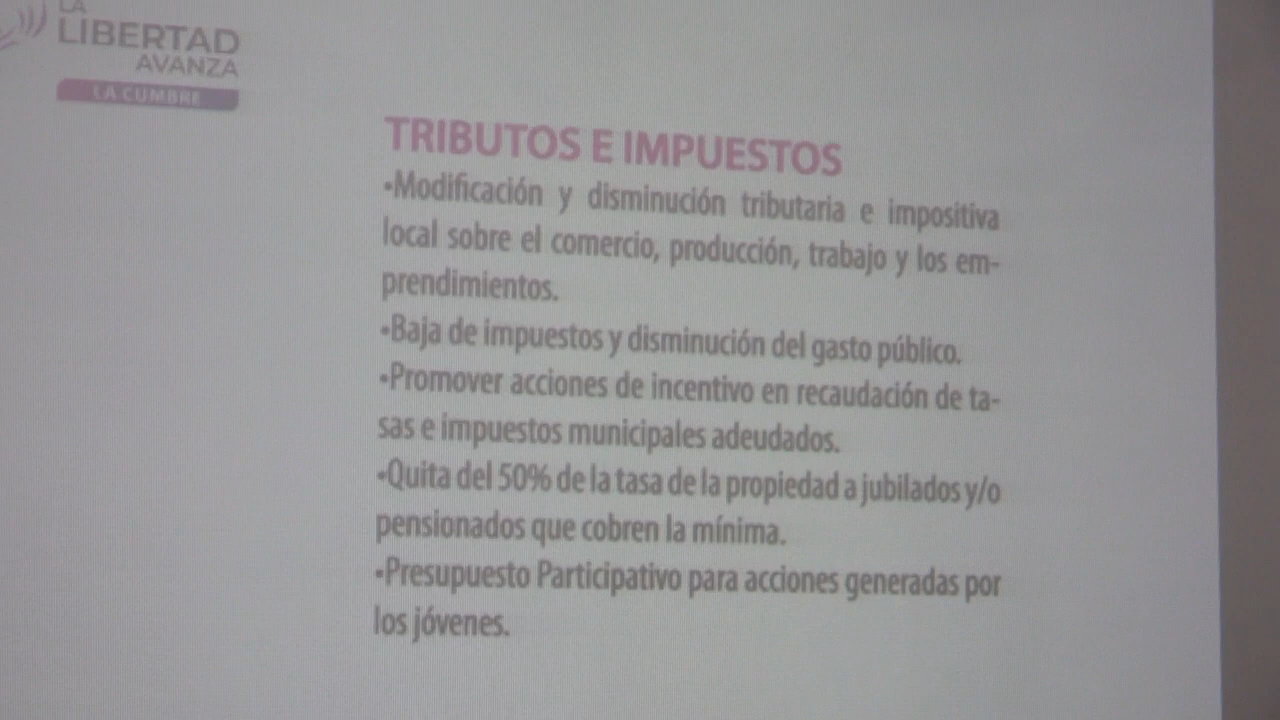 LA
LIBERTAD
AVANZA
LA CUMBRE
TRIBUTOS E IMPUESTOS
•Modificación y disminución tributaria e impositiva
local sobre el comercio, producción, trabajo y los em-
prendimientos.
•Baja de impuestos y disminución del gasto público.
•Promover acciones de incentivo en recaudación de ta-
sas e impuestos municipales adeudados.
•Quita del 50% de la tasa de la propiedad a jubilados y/o
pensionados que cobren la mínima.
•Presupuesto Participativo para acciones generadas por
los jóvenes.